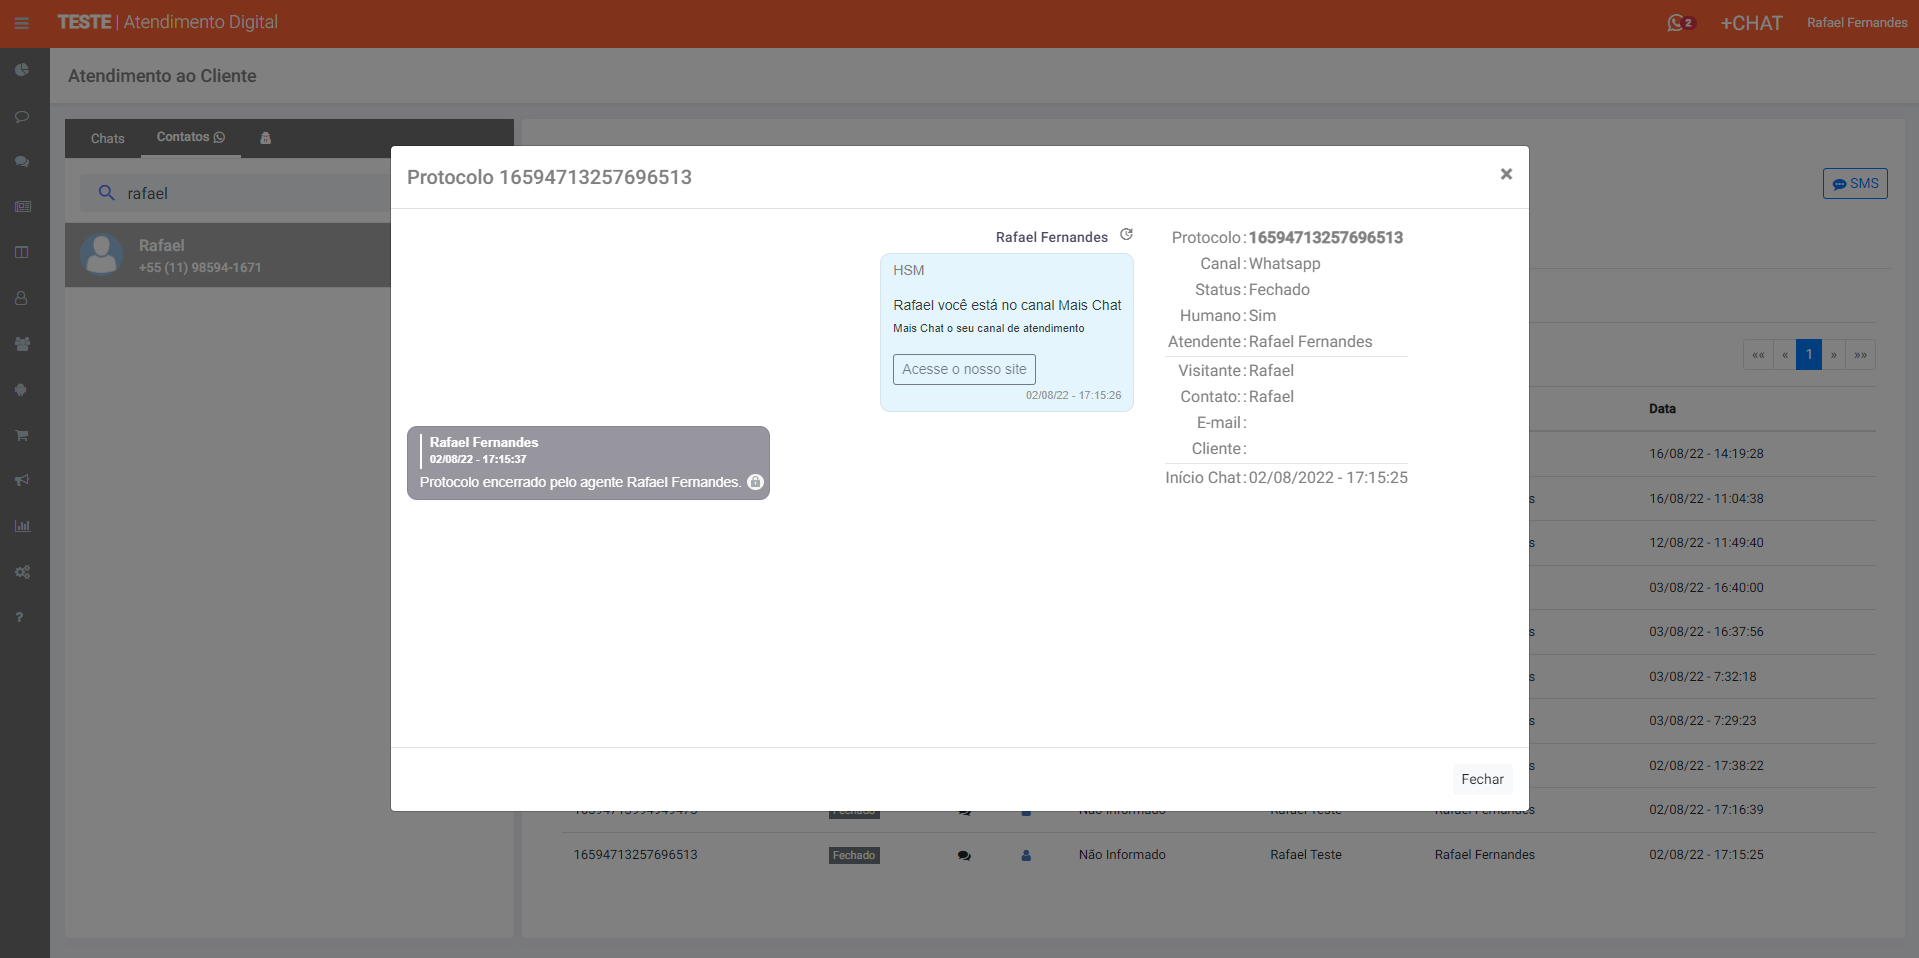 TESTE | Atendimento Digital
2
+CHAT
Rafael Fernandes
Atendimento ao Cliente
Chats
Contatos
rafael
Rafael
+55 (11) 98594-1671
SMS
Protocolo 16594713257696513
×
Rafael Fernandes
HSM
Rafael você está no canal Mais Chat
Mais Chat o seu canal de atendimento
Acesse o nosso site
02/08/22 - 17:15:26
Rafael Fernandes
02/08/22 - 17:15:37
Protocolo encerrado pelo agente Rafael Fernandes.
Protocolo: 16594713257696513
Canal: Whatsapp
Status: Fechado
Humano: Sim
Atendente: Rafael Fernandes
Visitante: Rafael
Contato:: Rafael
E-mail:
Cliente:
Início Chat: 02/08/2022 - 17:15:25
Fechar
«« « 1 » »»
Data
16/08/22 - 14:19:28
s 16/08/22 - 11:04:38
s 12/08/22 - 11:49:40
03/08/22 - 16:40:00
s 03/08/22 - 16:37:56
s 03/08/22 - 7:32:18
s 03/08/22 - 7:29:23
s 02/08/22 - 17:38:22
Fechado Não Informado Rafael Teste Rafael Fernandes 02/08/22 - 17:16:39
16594713257696513 Fechado Não Informado Rafael Teste Rafael Fernandes 02/08/22 - 17:15:25
?